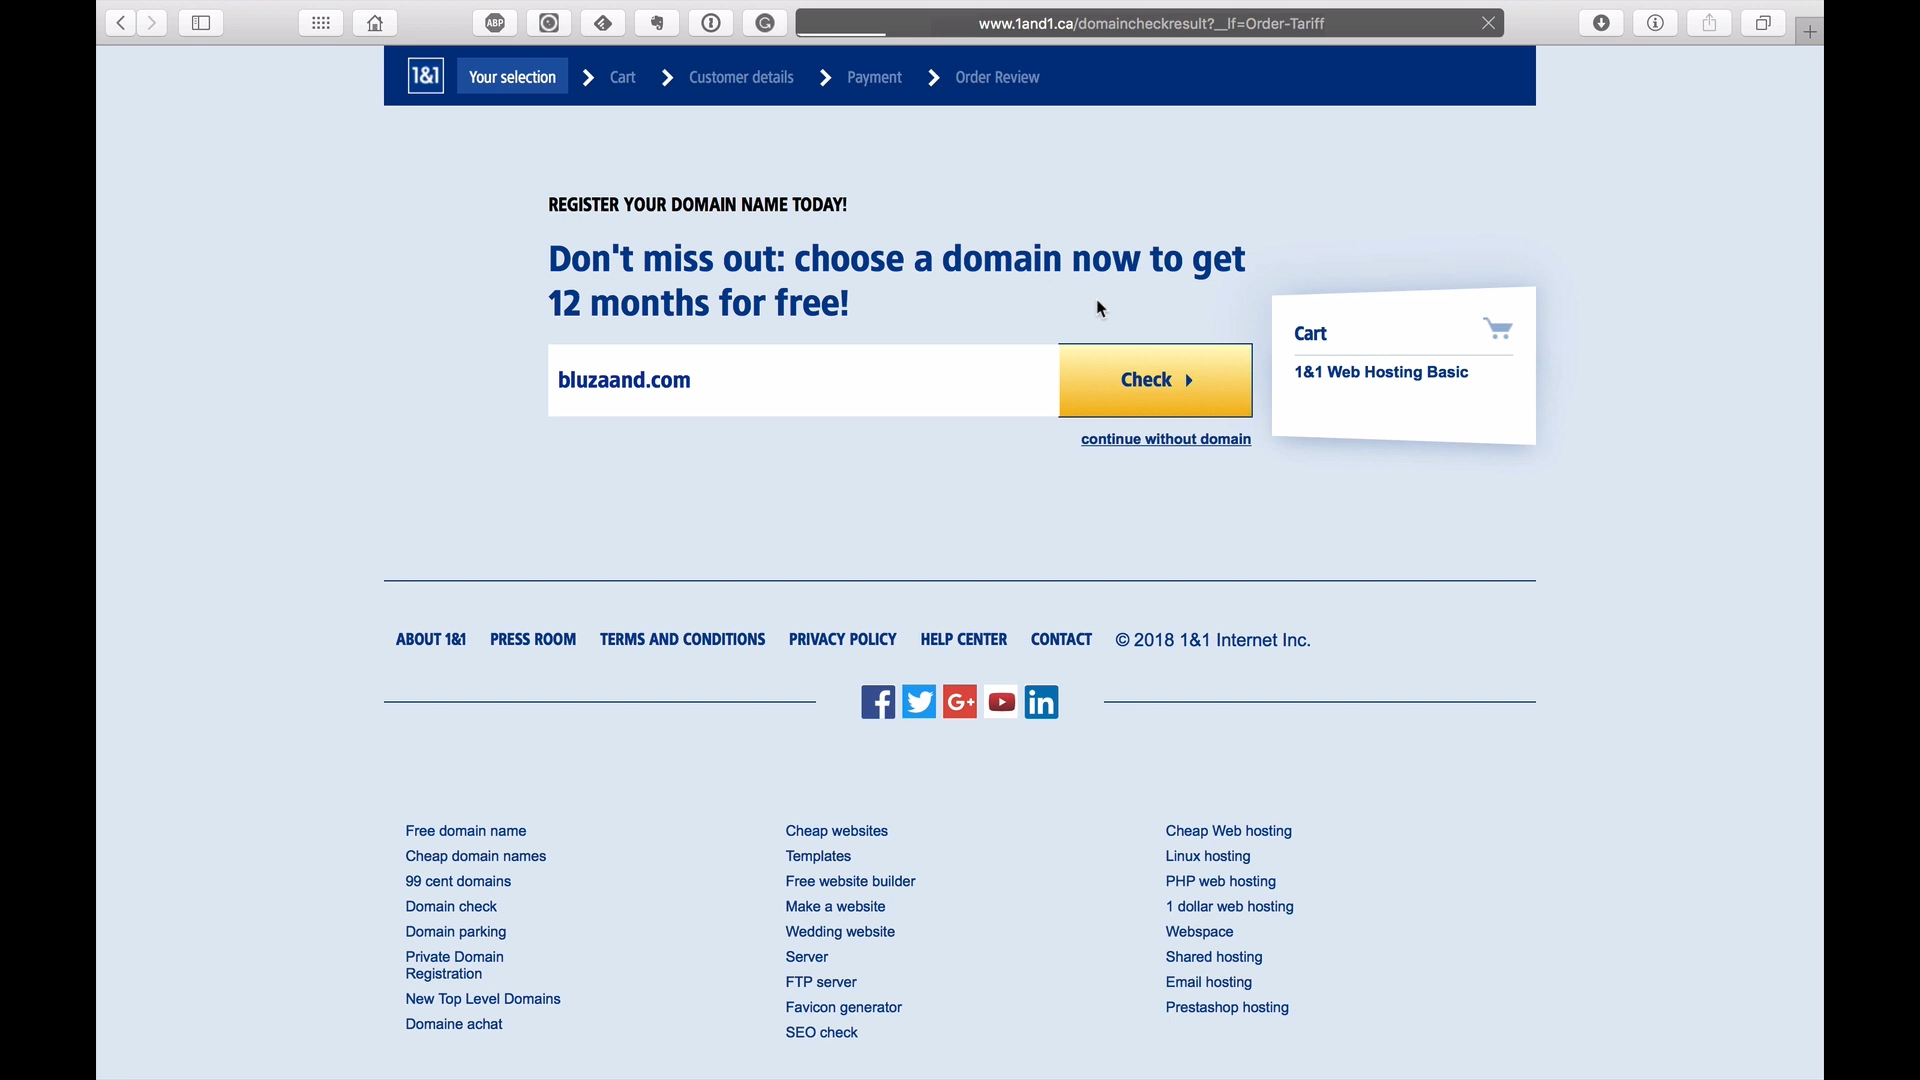 ABP
www.1and1.ca/domaincheckresult?__lf=Order-Tariff
1&1 Your selection Cart Customer details Payment Order Review
REGISTER YOUR DOMAIN NAME TODAY!
Don't miss out: choose a domain now to get
12 months for free!
bluzaand.com
Check
continue without domain
Cart
1&1 Web Hosting Basic
ABOUT 1&1 PRESS ROOM TERMS AND CONDITIONS PRIVACY POLICY HELP CENTER CONTACT © 2018 1&1 Internet Inc.
f G+ in
Free domain name
Cheap domain names
99 cent domains
Domain check
Domain parking
Private Domain
Registration
New Top Level Domains
Domaine achat
Cheap websites
Templates
Free website builder
Make a website
Wedding website
Server
FTP server
Favicon generator
SEO check
Cheap Web hosting
Linux hosting
PHP web hosting
1 dollar web hosting
Webspace
Shared hosting
Email hosting
Prestashop hosting